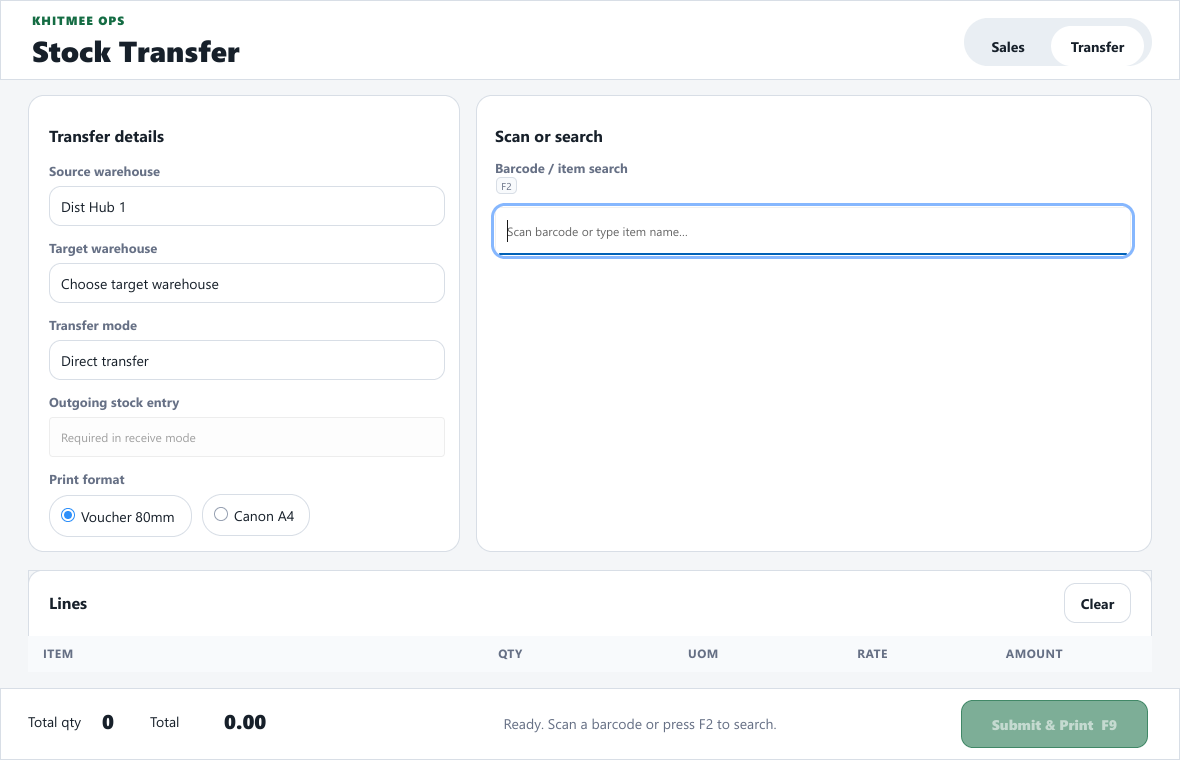 KHITMEE OPS
Stock Transfer
Sales
Transfer
Transfer details
Source warehouse
Dist Hub 1
Target warehouse
Choose target warehouse
Transfer mode
Direct transfer
Outgoing stock entry
Required in receive mode
Print format
Voucher 80mm
Canon A4
Scan or search
Barcode / item search
F2
Scan barcode or type item name...
Lines
Clear
ITEM QTY UOM RATE AMOUNT
Total qty 0 Total 0.00
Ready. Scan a barcode or press F2 to search.
Submit & Print F9